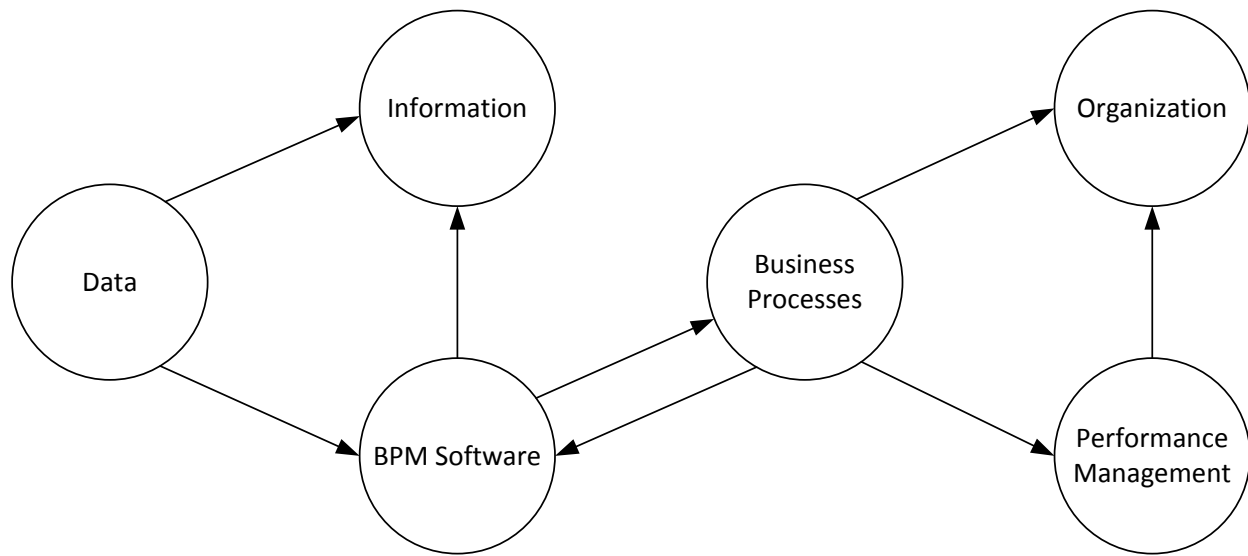 Information
Organization
Data
Business
Processes
BPM Software
Performance
Management